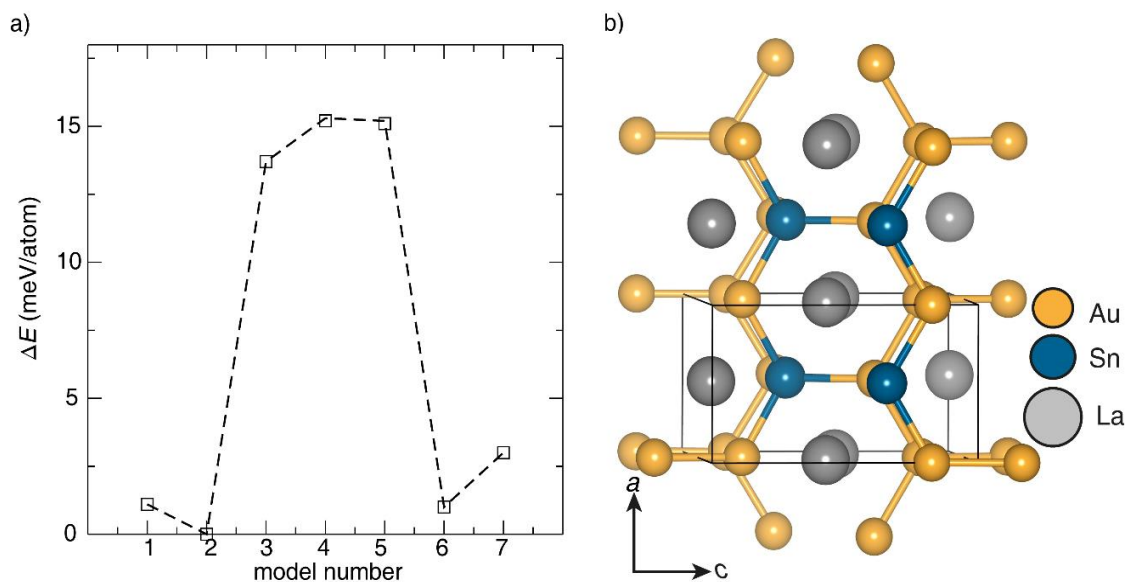 a)
ΔE (meV/atom)
15
10
5
0
1 2 3 4 5 6 7
model number
b)
Au
Sn
La
a
c